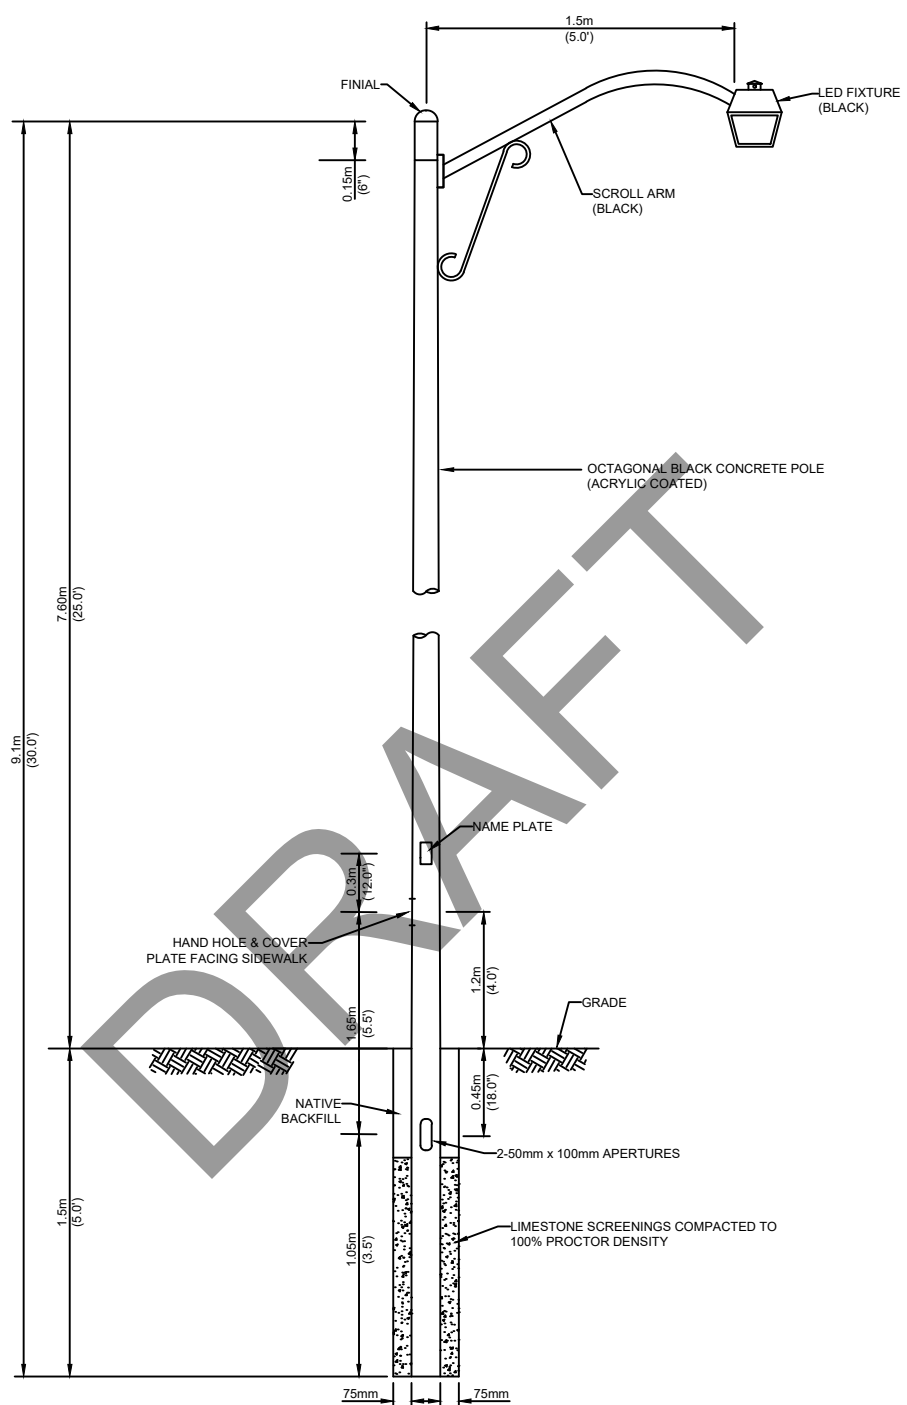 1.5m
(5.0')
FINIAL
LED FIXTURE
(BLACK)
0.15m
(6")
SCROLL ARM
(BLACK)
OCTAGONAL BLACK CONCRETE POLE
(ACRYLIC COATED)
7.60m
(25.0')
9.1m
(30.0')
DRAFT
NAME PLATE
0.3m
(12.0")
HAND HOLE & COVER
PLATE FACING SIDEWALK
1.2m
(4.0')
1.65m
(5.5')
GRADE
0.45m
(18.0")
NATIVE
BACKFILL
2-50mm x 100mm APERTURES
1.5m
(5.0')
1.05m
(3.5')
LIMESTONE SCREENINGS COMPACTED TO
100% PROCTOR DENSITY
75mm
75mm